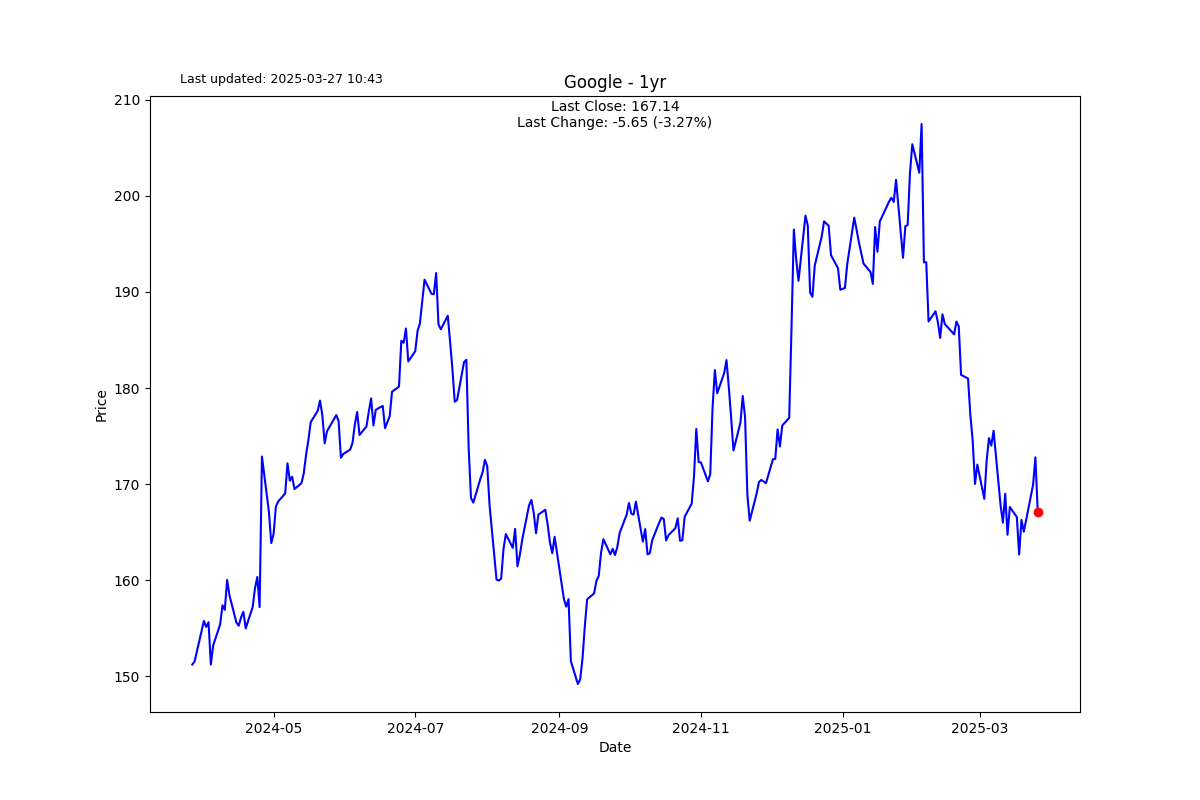 Last updated: 2025-03-27 10:43
Google - 1yr
Last Close: 167.14
Last Change: -5.65 (-3.27%)
210
200
190
180
170
160
150
Price
2024-05
2024-07
2024-09
2024-11
2025-01
2025-03
Date